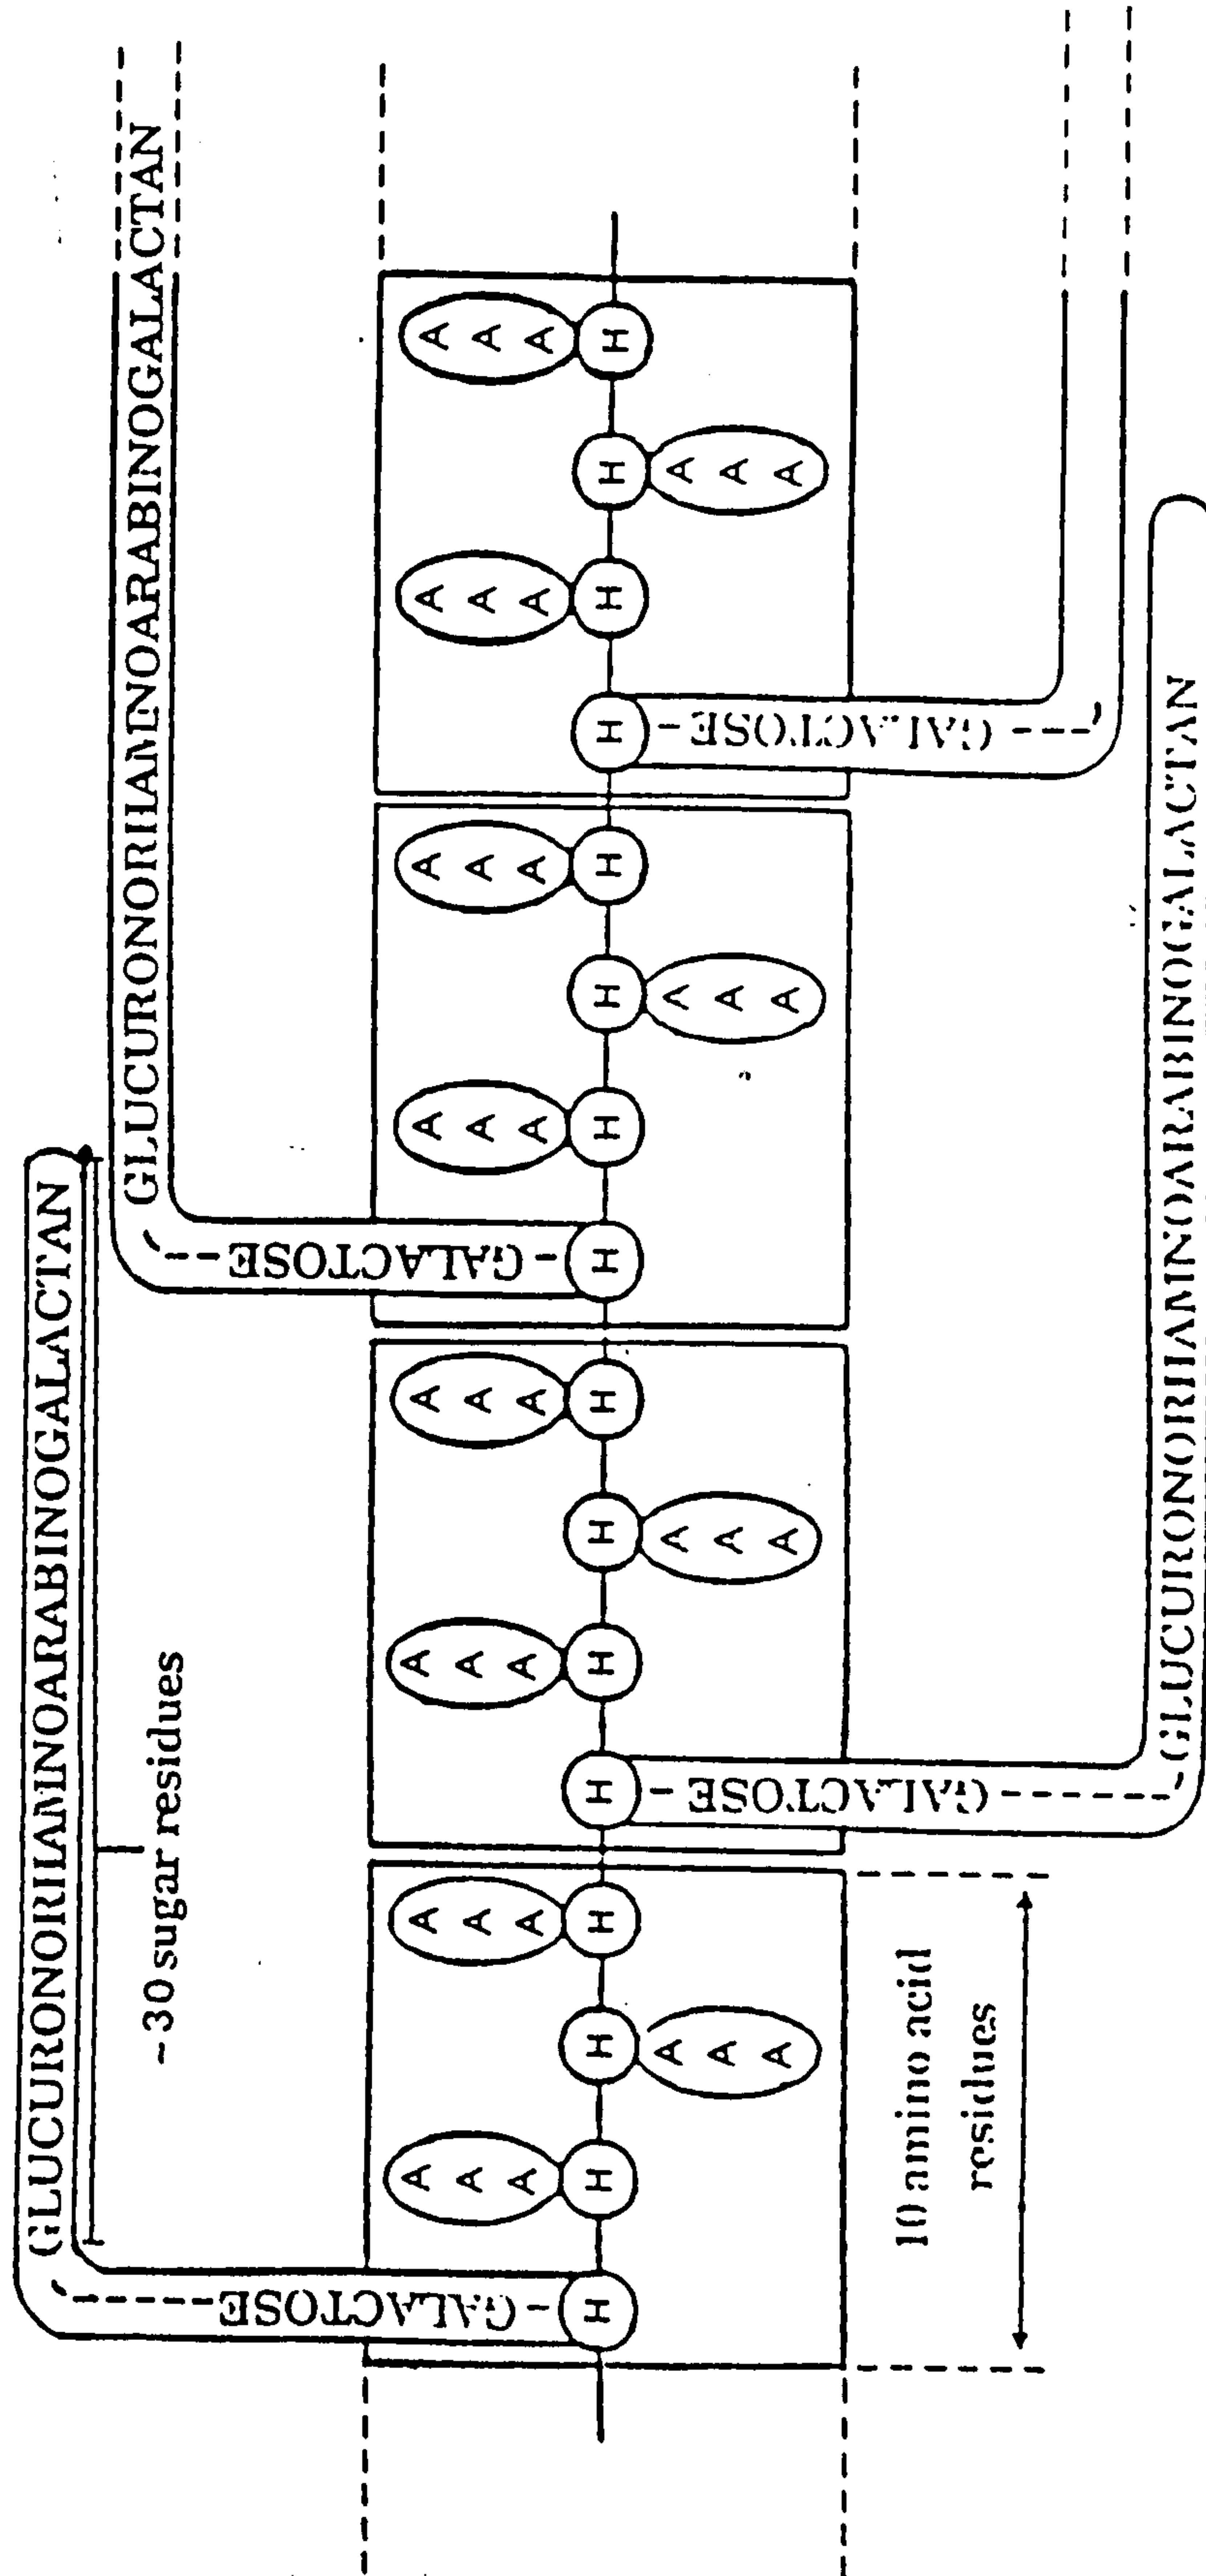 GLUCURONORHAMNOARABINOGALACTAN
GLUCURONORHAMNOARABINOGALACTAN
~30 sugar residues
GALACTOSE
GALACTOSE
A A A A A A A A
A A A A A A A A
A A A A A A A A
H H H H H H H H H H H H H H H H
A A A A
A A A A
A A A A
GALACTOSE
GALACTOSE
10 amino acid
residues
GLUCURONORHAMNOARABINOGALACTAN